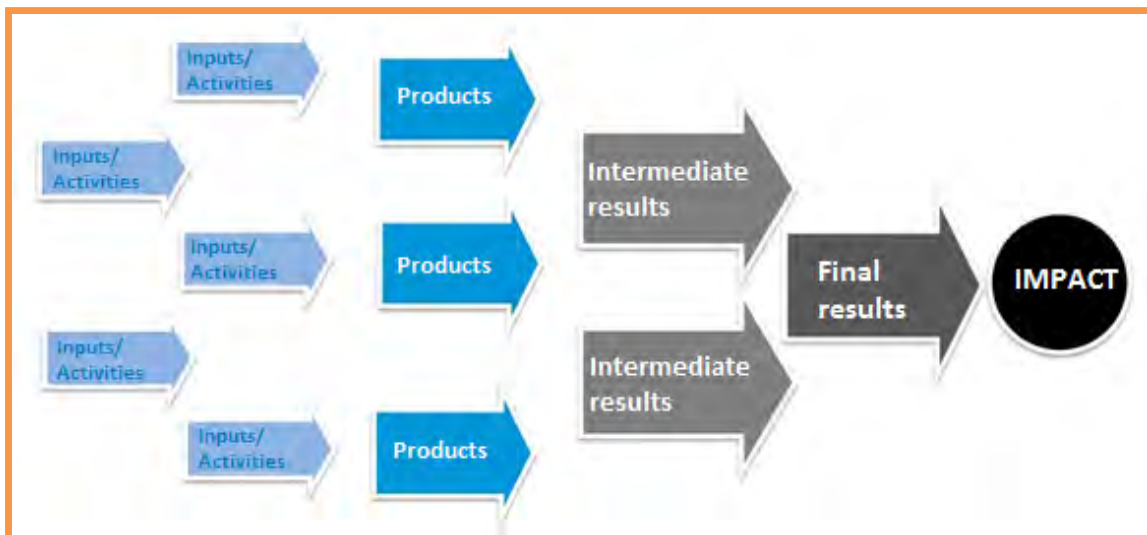 Inputs/
Activities
Products
Inputs/
Activities
Intermediate
results
Inputs/
Activities
Products
Final
results
IMPACT
Inputs/
Activities
Intermediate
results
Inputs/
Activities
Products